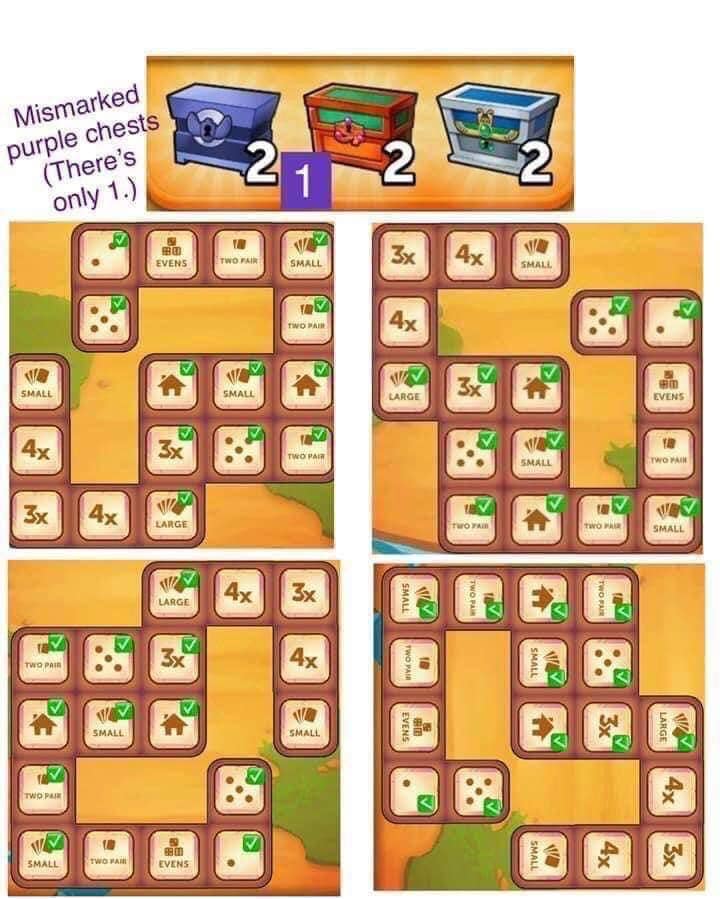 Mismarked
purple chests
(There's
only 1.)
2 1 2 2
EVENS TWO PAIR SMALL
TWO PAIR
SMALL SMALL
4x 3x TWO PAIR
3x 4x LARGE
3x 4x SMALL
4x
LARGE 3x EVENS
SMALL TWO PAIR
TWO PAIR TWO PAIR SMALL
LARGE 4x 3x
TWO PAIR 3x 4x
SMALL SMALL
TWO PAIR
SMALL TWO PAIR EVENS
SMALL TWO PAIR TWO PAIR
TWO PAIR SMALL
EVENS 3x LARGE
4x
SMALL 4x 3x